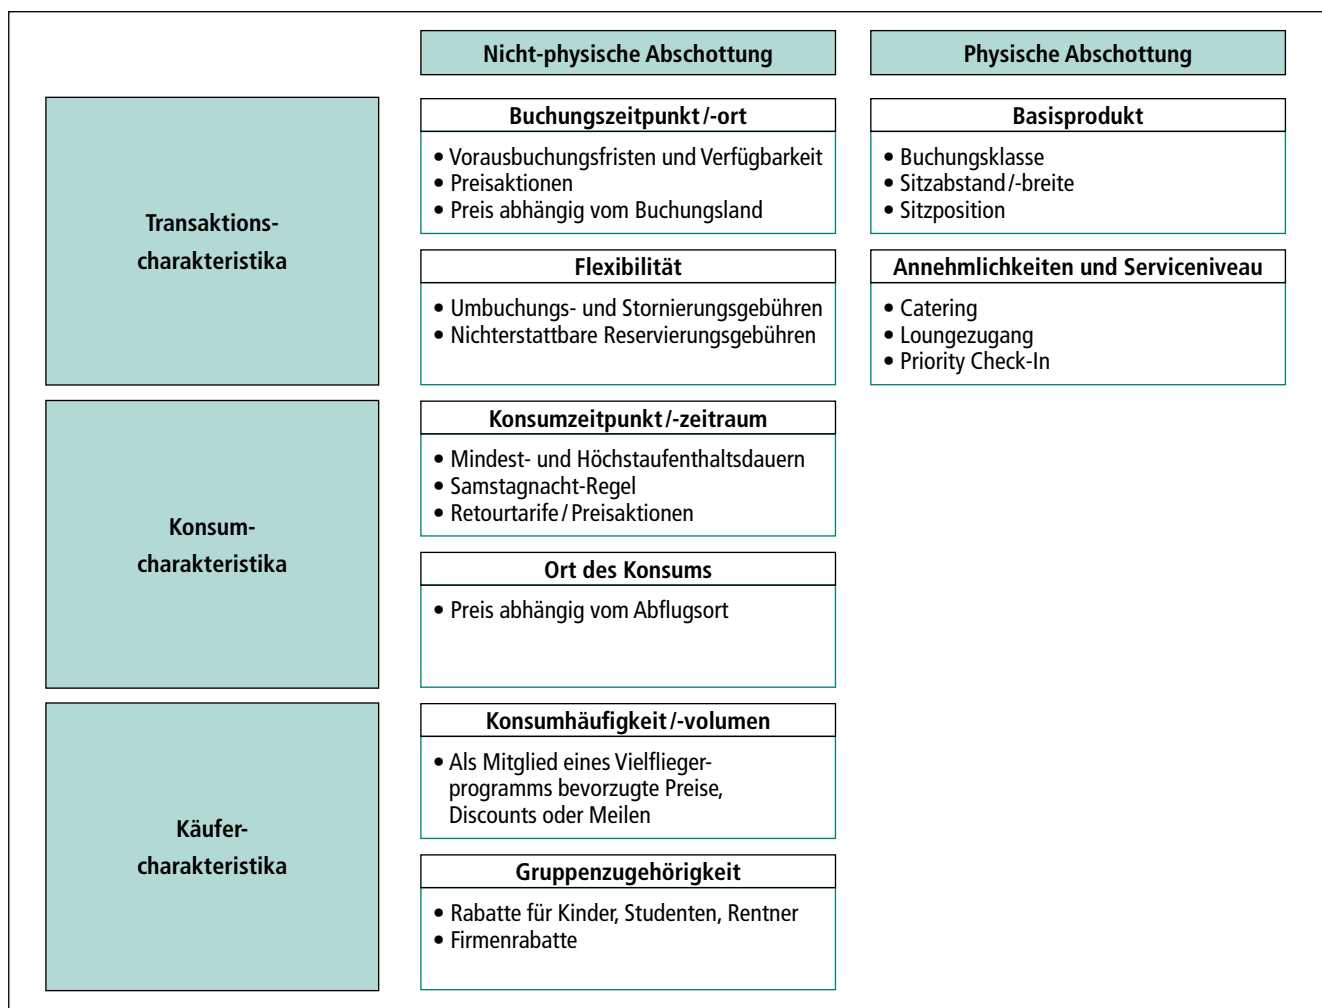 Nicht-physische Abschottung
Physische Abschottung
Transaktions-
charakteristika
Buchungszeitpunkt/-ort
• Vorausbuchungsfristen und Verfügbarkeit
• Preisaktionen
• Preis abhängig vom Buchungsland
Basisprodukt
• Buchungsklasse
• Sitzabstand/-breite
• Sitzposition
Flexibilität
• Umbuchungs- und Stornierungsgebühren
• Nichterstattbare Reservierungsgebühren
Annehmlichkeiten und Serviceniveau
• Catering
• Loungezugang
• Priority Check-In
Konsum-
charakteristika
Konsumzeitpunkt/-zeitraum
• Mindest- und Höchstaufenthaltsdauern
• Samstagnacht-Regel
• Retourtarife/Preisaktionen
Ort des Konsums
• Preis abhängig vom Abflugsort
Käufer-
charakteristika
Konsumhäufigkeit/-volumen
• Als Mitglied eines Vielflieger-
programms bevorzugte Preise,
Discounts oder Meilen
Gruppenzugehörigkeit
• Rabatte für Kinder, Studenten, Rentner
• Firmenrabatte